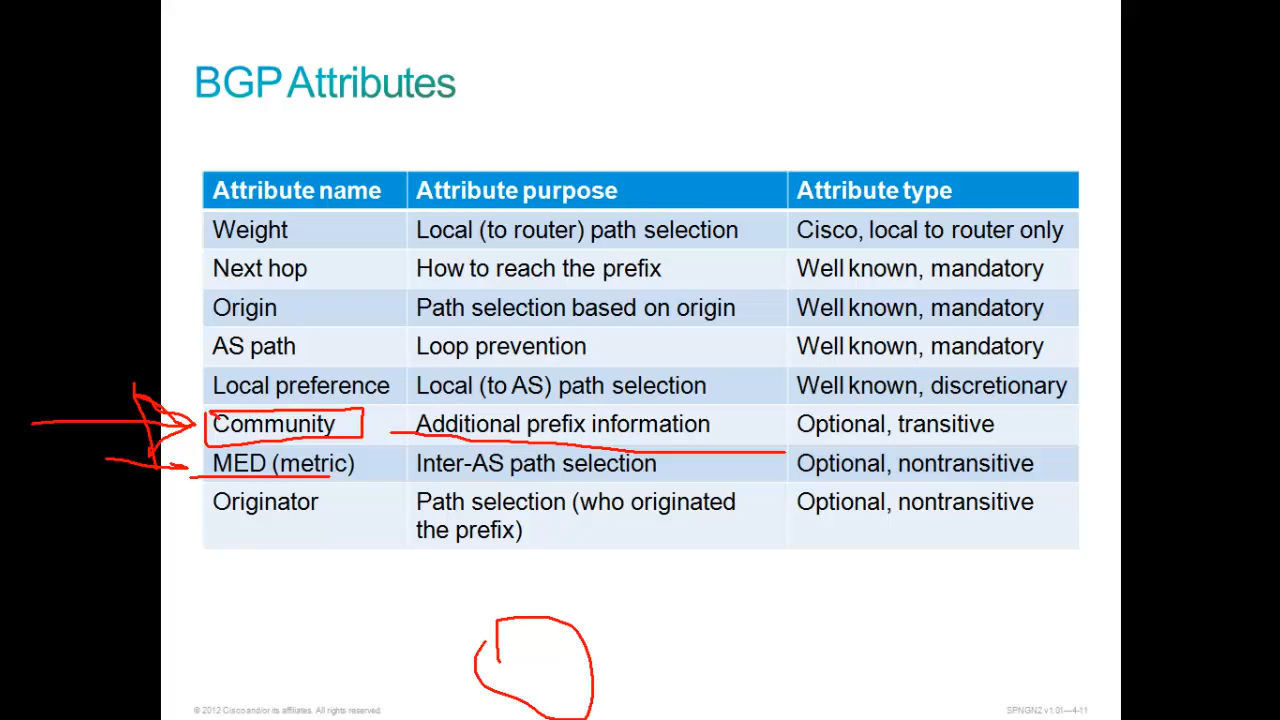 BGP Attributes
Attribute name Attribute purpose Attribute type
Weight Local (to router) path selection Cisco, local to router only
Next hop How to reach the prefix Well known, mandatory
Origin Path selection based on origin Well known, mandatory
AS path Loop prevention Well known, mandatory
Local preference Local (to AS) path selection Well known, discretionary
Community Additional prefix information Optional, transitive
MED (metric) Inter-AS path selection Optional, nontransitive
Originator Path selection (who originated Optional, nontransitive
the prefix)
© 2012 Cisco and/or its affiliates. All rights reserved. SPNGN2 v1.01—4-11